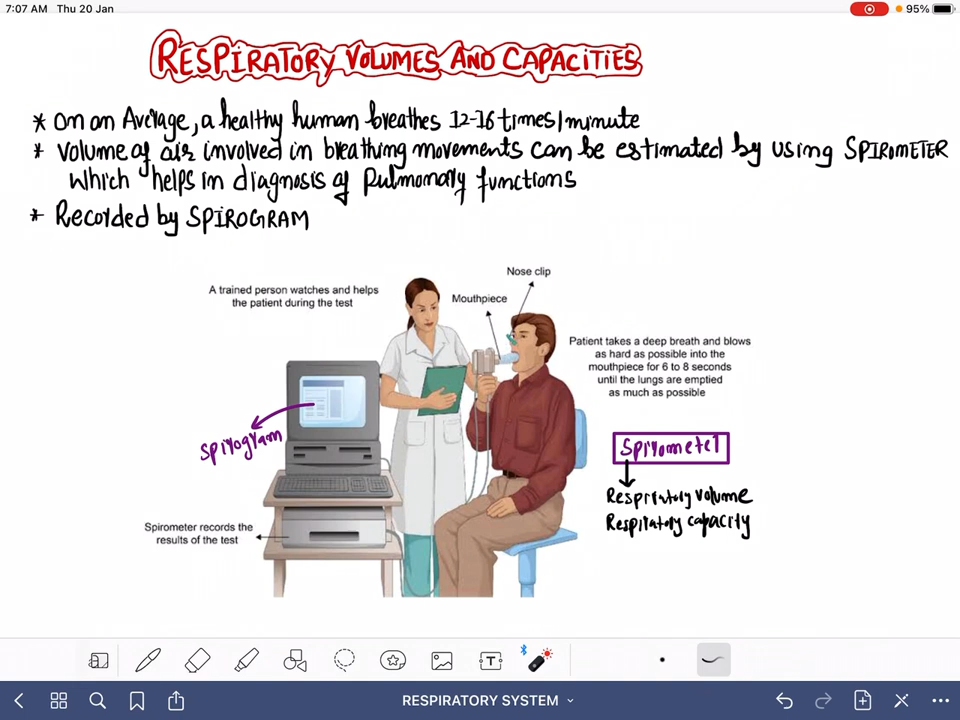 7:07 AM Thu 20 Jan
95%
RESPIRATORY VOLUMES AND CAPACITIES
* On an Average, a healthy human breathes 12-16 times/minute
* Volume of air involved in breathing movements can be estimated by using SPIROMETER
Which helps in diagnosis of Pulmonary functions
* Recorded by SPIROGRAM
Nose clip
A trained person watches and helps
the patient during the test
Mouthpiece
Patient takes a deep breath and blows
as hard as possible into the
mouthpiece for 6 to 8 seconds
until the lungs are emptied
as much as possible
Spirogram
Spirometer
Respiratory volume
Respiratory capacity
Spirometer records the
results of the test
T
RESPIRATORY SYSTEM